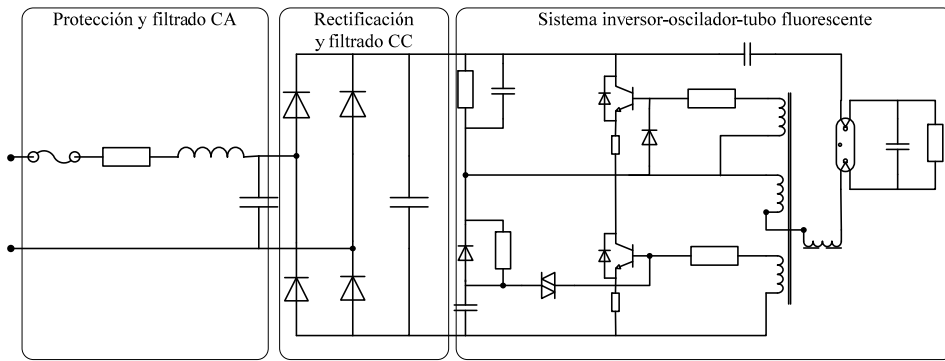 Protección y filtrado CA
Rectificación
y filtrado CC
Sistema inversor-oscilador-tubo fluorescente